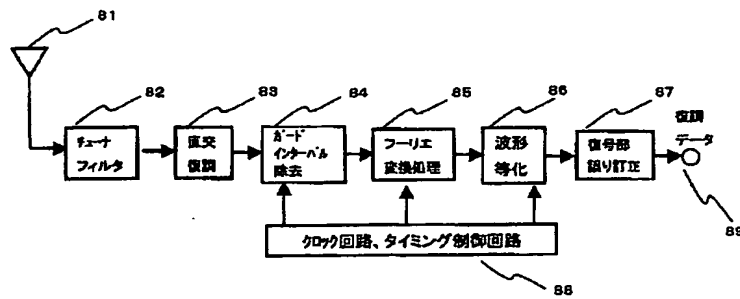 81
82
83
84
85
86
87
チューナ
フィルタ
直交
復調
ガード
インターバル
除去
フーリエ
変換処理
波形
等化
復号部
誤り訂正
復調
データ
89
クロック回路、タイミング制御回路
88